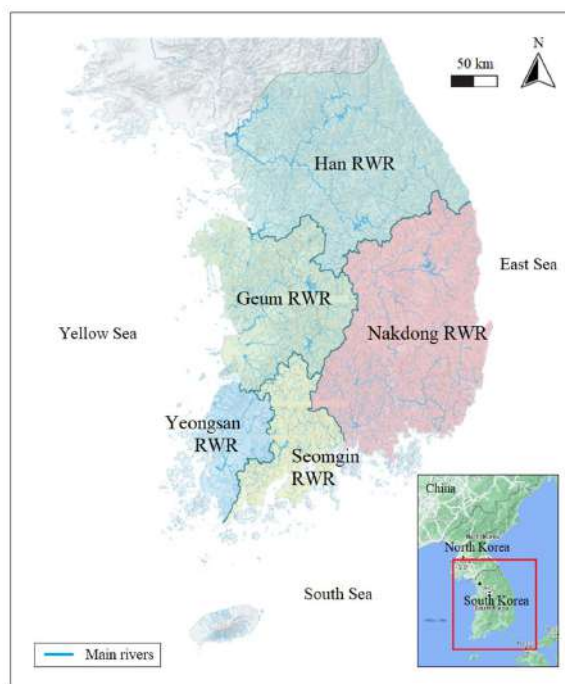 N
50 km
Han RWR
East Sea
Geum RWR
Yellow Sea
Nakdong RWR
Yeongsan
RWR
Seomgin
RWR
China
North Korea
South Korea
South Sea
Main rivers